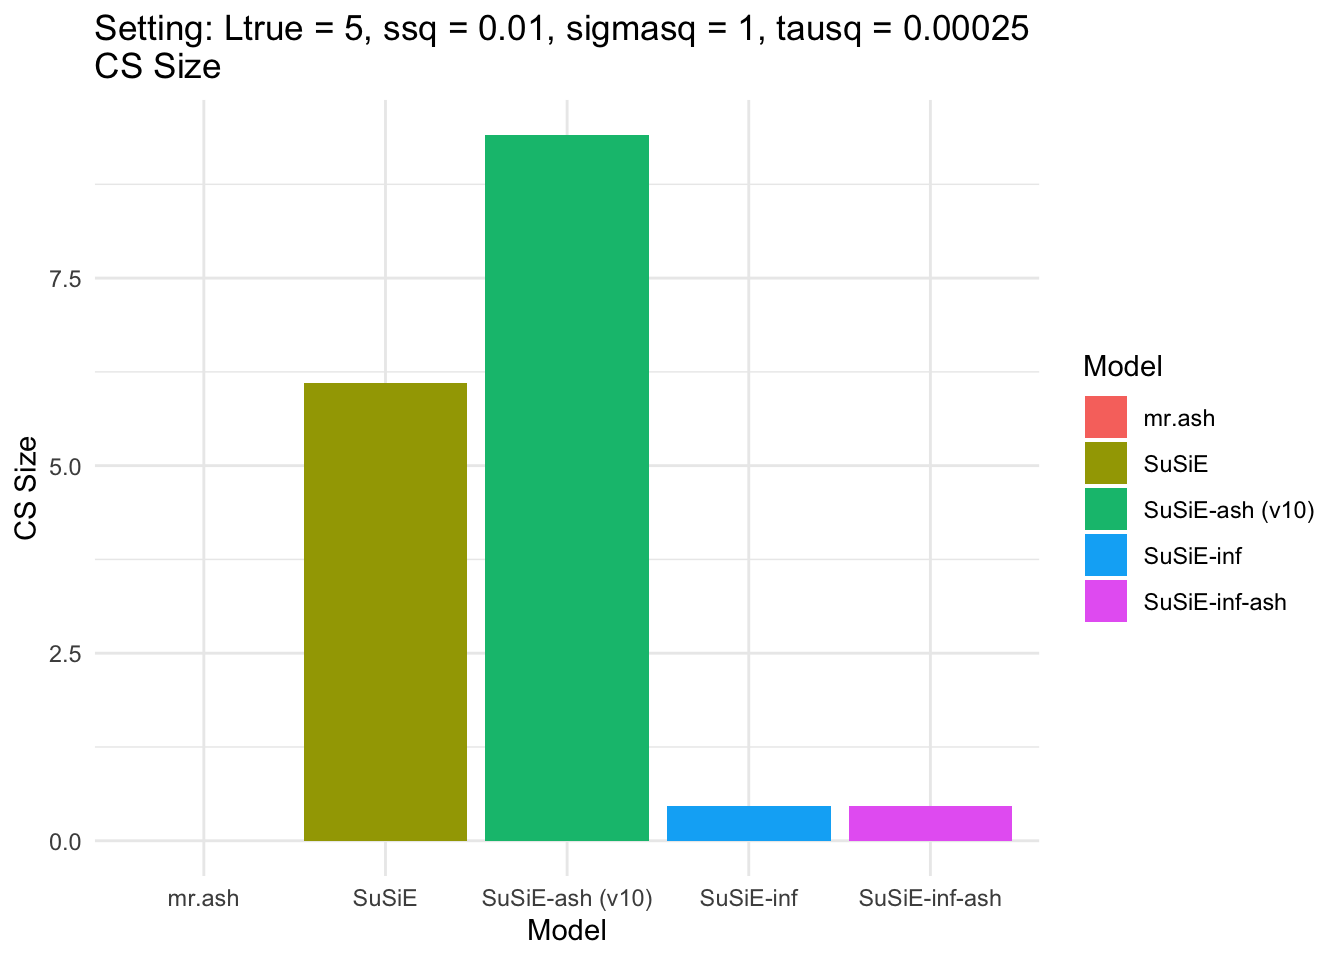 Setting: Ltrue = 5, ssq = 0.01, sigmasq = 1, tausq = 0.00025
CS Size
7.5
5.0
2.5
0.0
CS Size
mr.ash
SuSiE
SuSiE-ash (v10)
SuSiE-inf
SuSiE-inf-ash
Model
Model
mr.ash
SuSiE
SuSiE-ash (v10)
SuSiE-inf
SuSiE-inf-ash